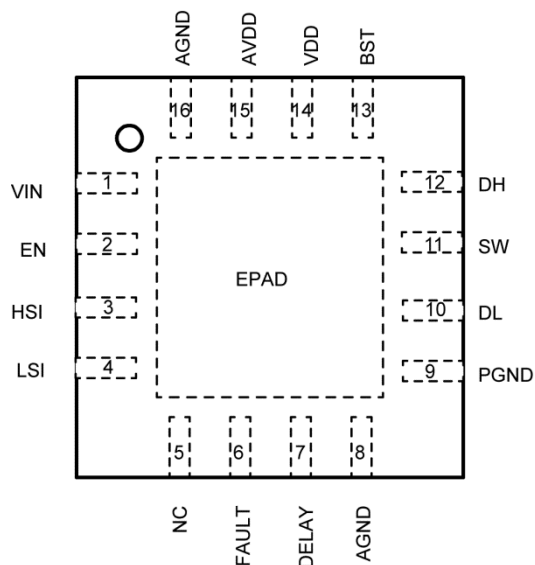 AGND AVDD VDD BST
16 15 14 13
VIN 1 12 DH
EN 2 11 SW
EPAD
HSI 3 10 DL
LSI 4 9 PGND
5 6 7 8
NC FAULT DELAY AGND